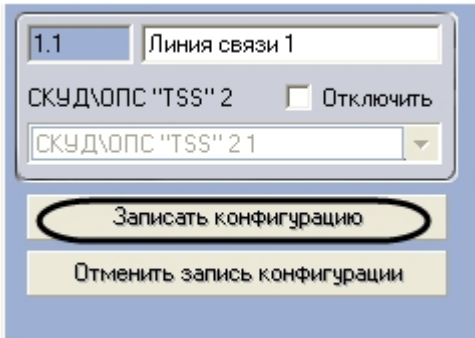 1.1 Линия связи 1
СКУД\ОПС "TSS" 2 Отключить
СКУД\ОПС "TSS" 2 1
Записать конфигурацию
Отменить запись конфигурации